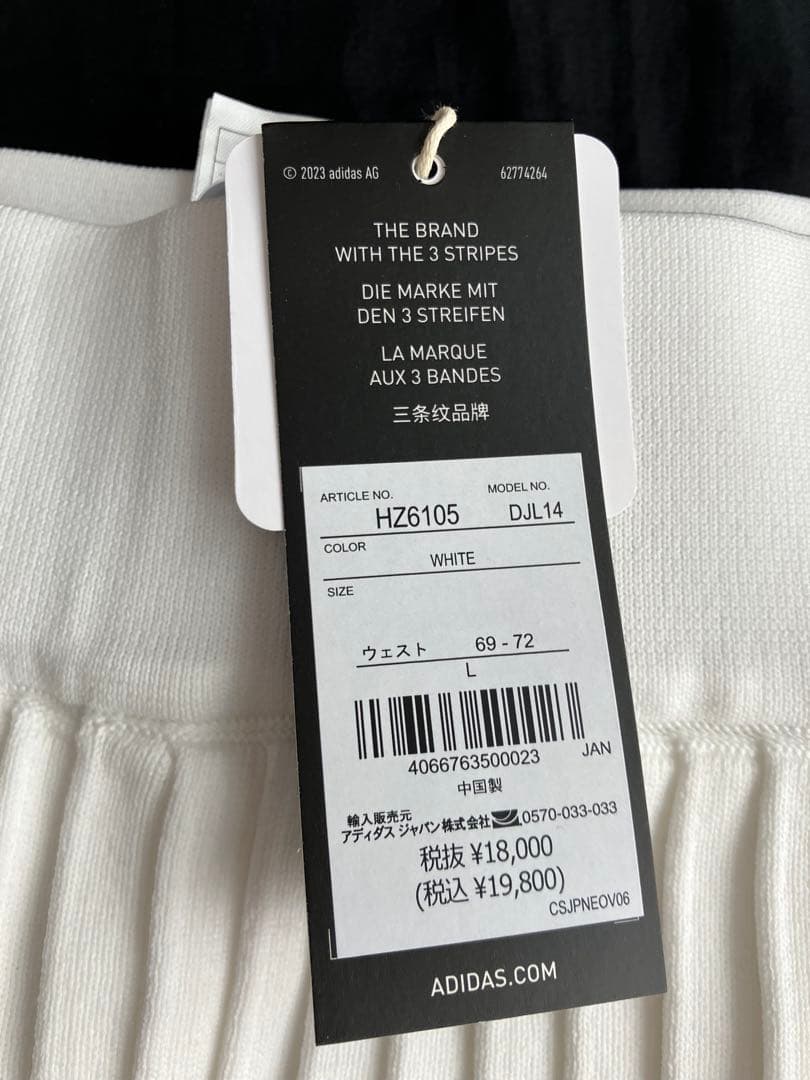 © 2023 adidas AG 62774264
THE BRAND
WITH THE 3 STRIPES
DIE MARKE MIT
DEN 3 STREIFEN
LA MARQUE
AUX 3 BANDES
三条纹品牌
ARTICLE NO. MODEL NO.
HZ6105 DJL14
COLOR
WHITE
SIZE
ウェスト 69 - 72
L
4066763500023 JAN
中国製
輸入販売元
アディダス ジャパン株式会社 0570-033-033
税抜 ¥18,000
(税込 ¥19,800)
CSJPNEOV06
ADIDAS.COM